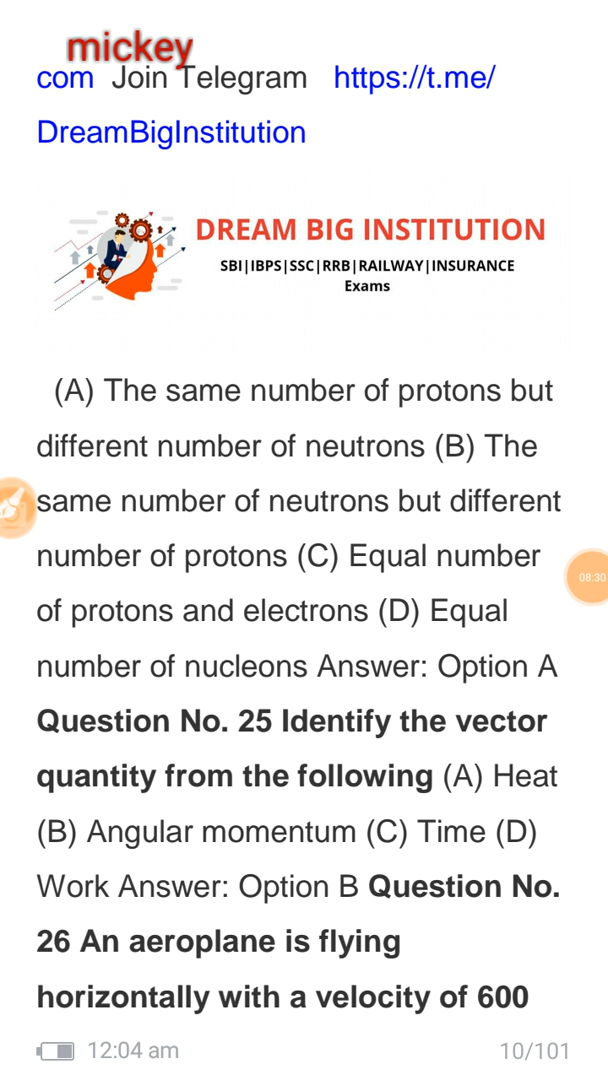 mickey
com Join Telegram https://t.me/
DreamBigInstitution
DREAM BIG INSTITUTION
SBI|IBPS|SSC|RRB|RAILWAY|INSURANCE
Exams
(A) The same number of protons but
different number of neutrons (B) The
same number of neutrons but different
number of protons (C) Equal number
08:30
of protons and electrons (D) Equal
number of nucleons Answer: Option A
Question No. 25 Identify the vector
quantity from the following (A) Heat
(B) Angular momentum (C) Time (D)
Work Answer: Option B Question No.
26 An aeroplane is flying
horizontally with a velocity of 600
12:04 am 10/101